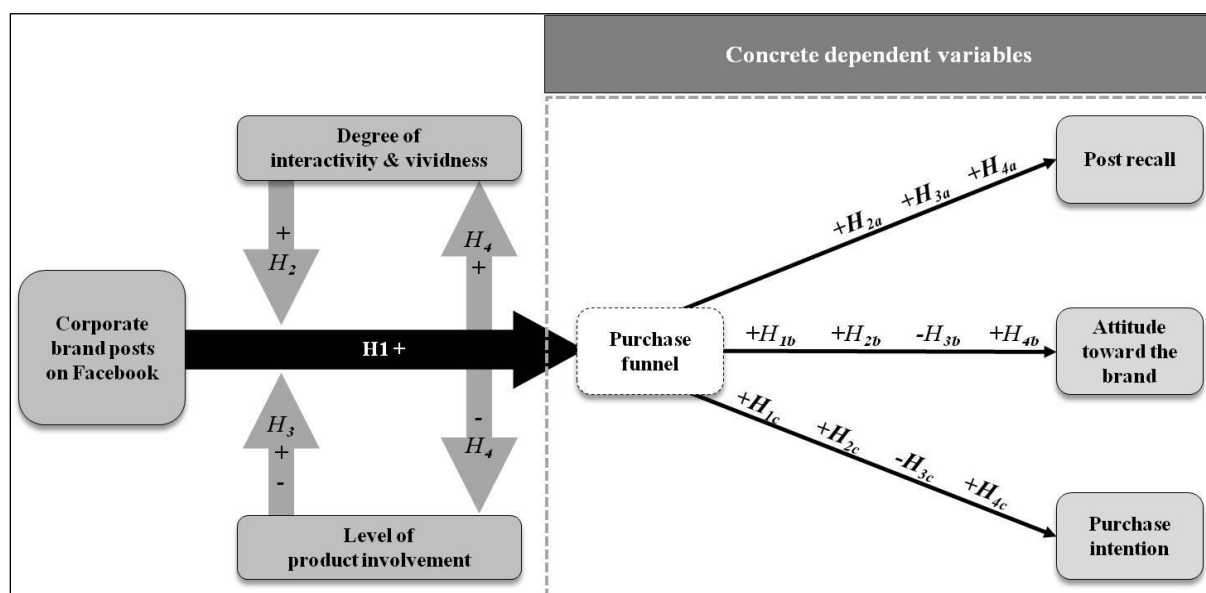 Concrete dependent variables
Degree of
interactivity & vividness
Post recall
+H2a +H3a +H4a
+
H2
H4
+
Corporate
brand posts
on Facebook
H1 +
Purchase
funnel
+H1b +H2b -H3b +H4b
Attitude
toward the
brand
H3
+
-
-
H4
+H1c +H2c -H3c +H4c
Level of
product involvement
Purchase
intention